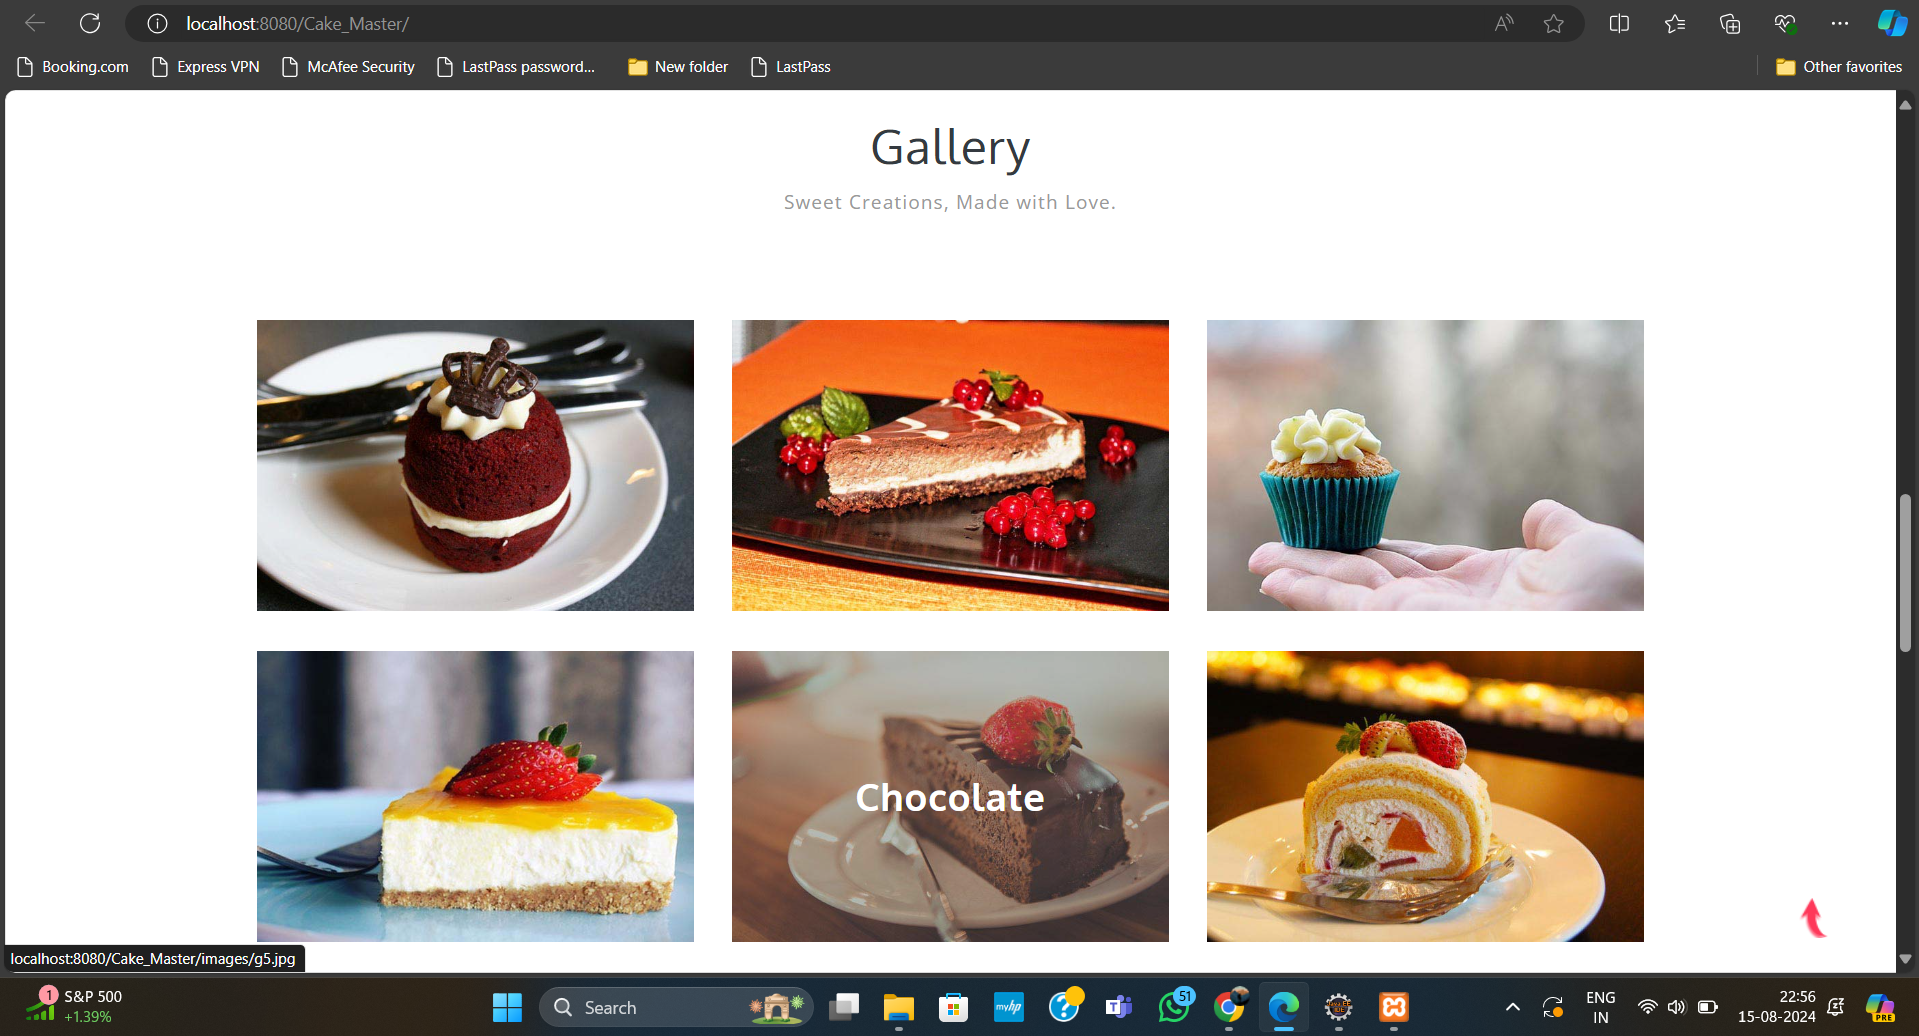 localhost:8080/Cake_Master/
Booking.com
Express VPN
McAfee Security
LastPass password...
New folder
LastPass
Other favorites
Gallery
Sweet Creations, Made with Love.
Chocolate
localhost:8080/Cake_Master/images/g5.jpg
1
S&P 500
+1.39%
Search
myhp
51
ENG
IN
22:56
15-08-2024
PRE